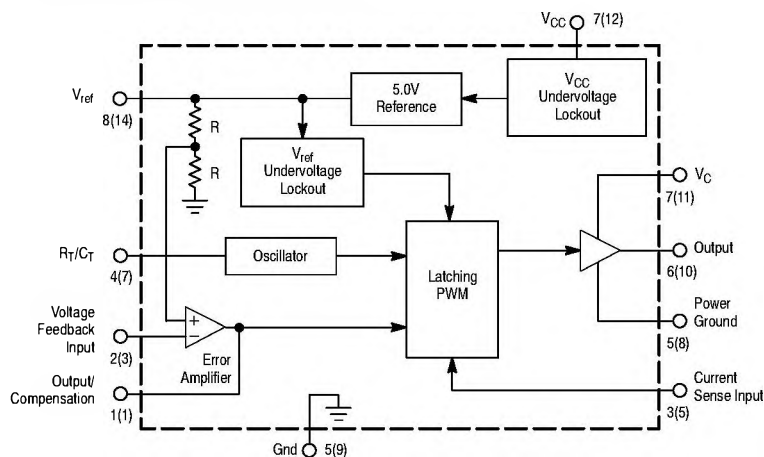 VCC 7(12)
Vref
8(14)
R
R
5.0V
Reference
VCC
Undervoltage
Lockout
Vref
Undervoltage
Lockout
VC
7(11)
RT/CT
4(7)
Oscillator
Latching
PWM
Output
6(10)
Voltage
Feedback
Input
2(3)
+
−
Error
Amplifier
Power
Ground
5(8)
Output/
Compensation
1(1)
Current
Sense Input
3(5)
Gnd 5(9)